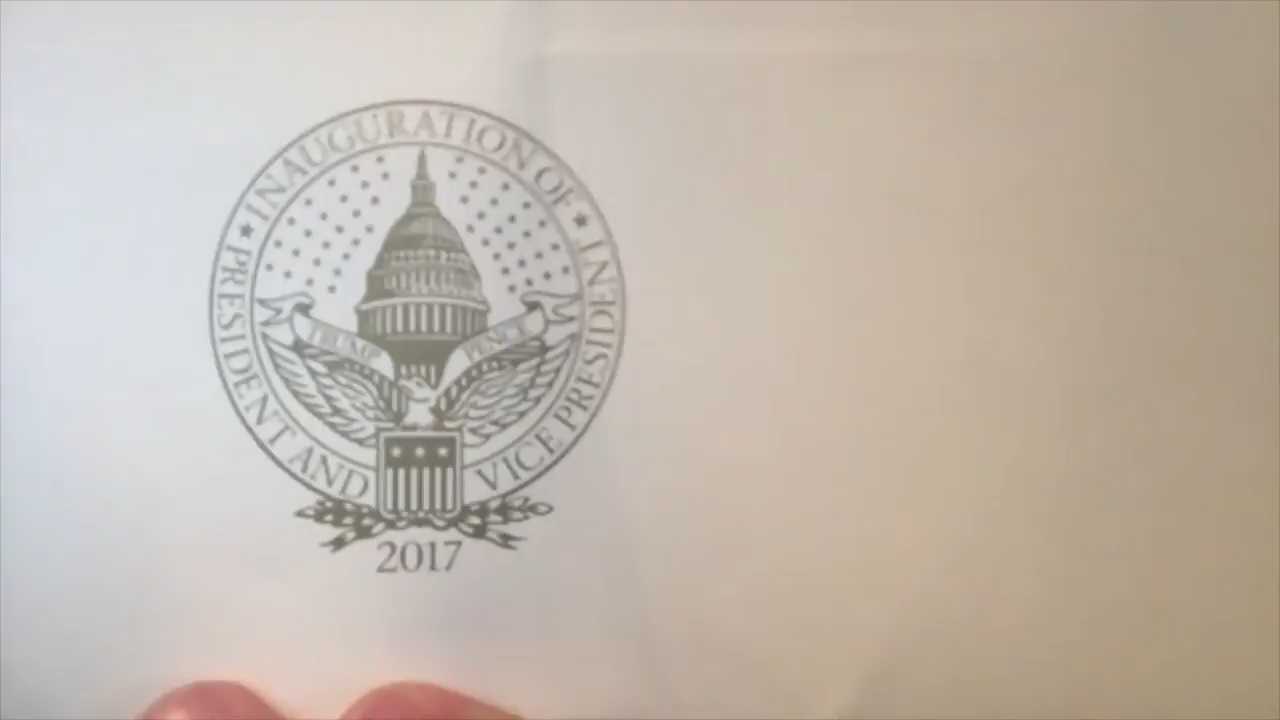 INAUGURATION OF
PRESIDENT AND VICE PRESIDENT
TRUMP PENCE
2017